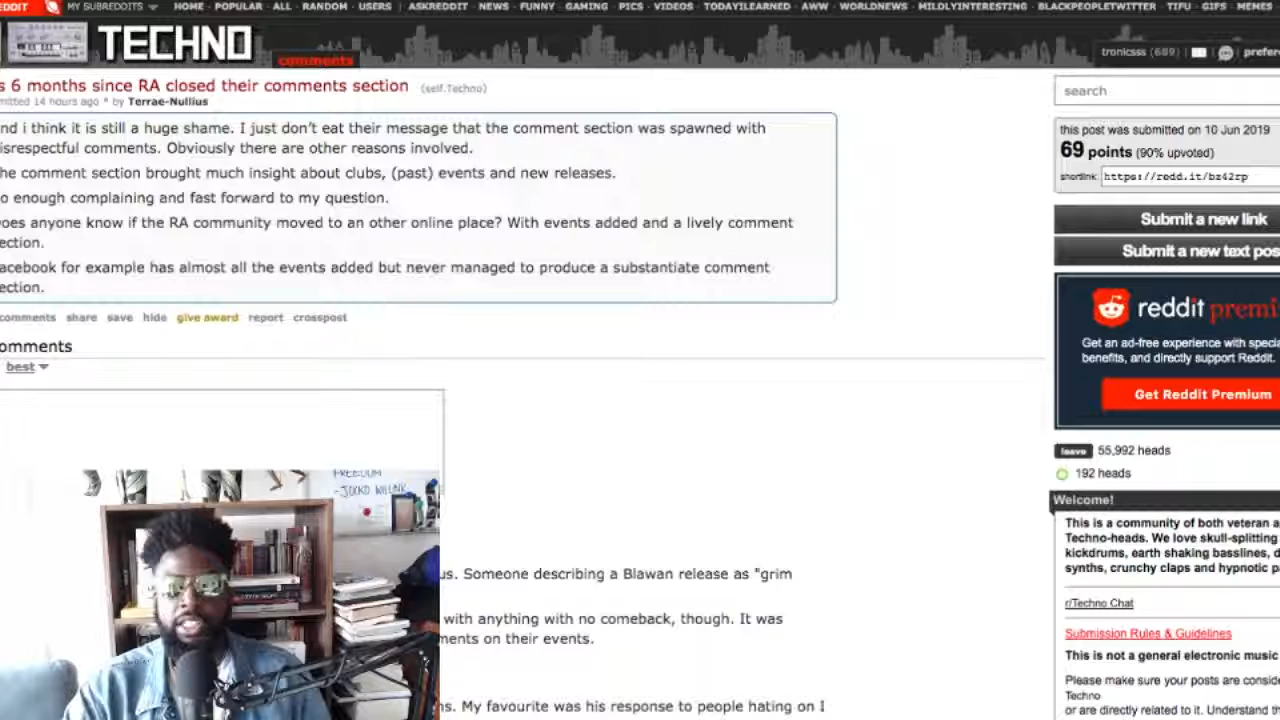 MY SUBREDDITS HOME - POPULAR - ALL - RANDOM - USERS | ASKREDDIT - NEWS - FUNNY - GAMING - PICS - VIDEOS - TODAYILEARNED - AWW - WORLDNEWS - MILDLYINTERESTING - BLACKPEOPLETWITTER - TIFU - GIFS - MEMES
TECHNO
comments
tronicsss (689)
s 6 months since RA closed their comments section (self.Techno)
mitted 14 hours ago * by Terrae-Nullius
nd i think it is still a huge shame. I just don't eat their message that the comment section was spawned with
isrespectful comments. Obviously there are other reasons involved.
he comment section brought much insight about clubs, (past) events and new releases.
o enough complaining and fast forward to my question.
oes anyone know if the RA community moved to an other online place? With events added and a lively comment
ection.
acebook for example has almost all the events added but never managed to produce a substantiate comment
ection.
comments share save hide give award report crosspost
omments
best
FREEDOM
- JOCKO WILLINK
us. Someone describing a Blawan release as "grim
with anything with no comeback, though. It was
ments on their events.
ns. My favourite was his response to people hating on I
search
this post was submitted on 10 Jun 2019
69 points (90% upvoted)
shortlink: https://redd.it/bz42rp
Submit a new link
Submit a new text pos
reddit premi
Get an ad-free experience with specia
benefits, and directly support Reddit.
Get Reddit Premium
leave 55,992 heads
192 heads
Welcome!
This is a community of both veteran a
Techno-heads. We love skull-splitting
kickdrums, earth shaking basslines, d
synths, crunchy claps and hypnotic p
r/Techno Chat
Submission Rules & Guidelines
This is not a general electronic music
Please make sure your posts are conside
Techno
or are directly related to it. Understand th